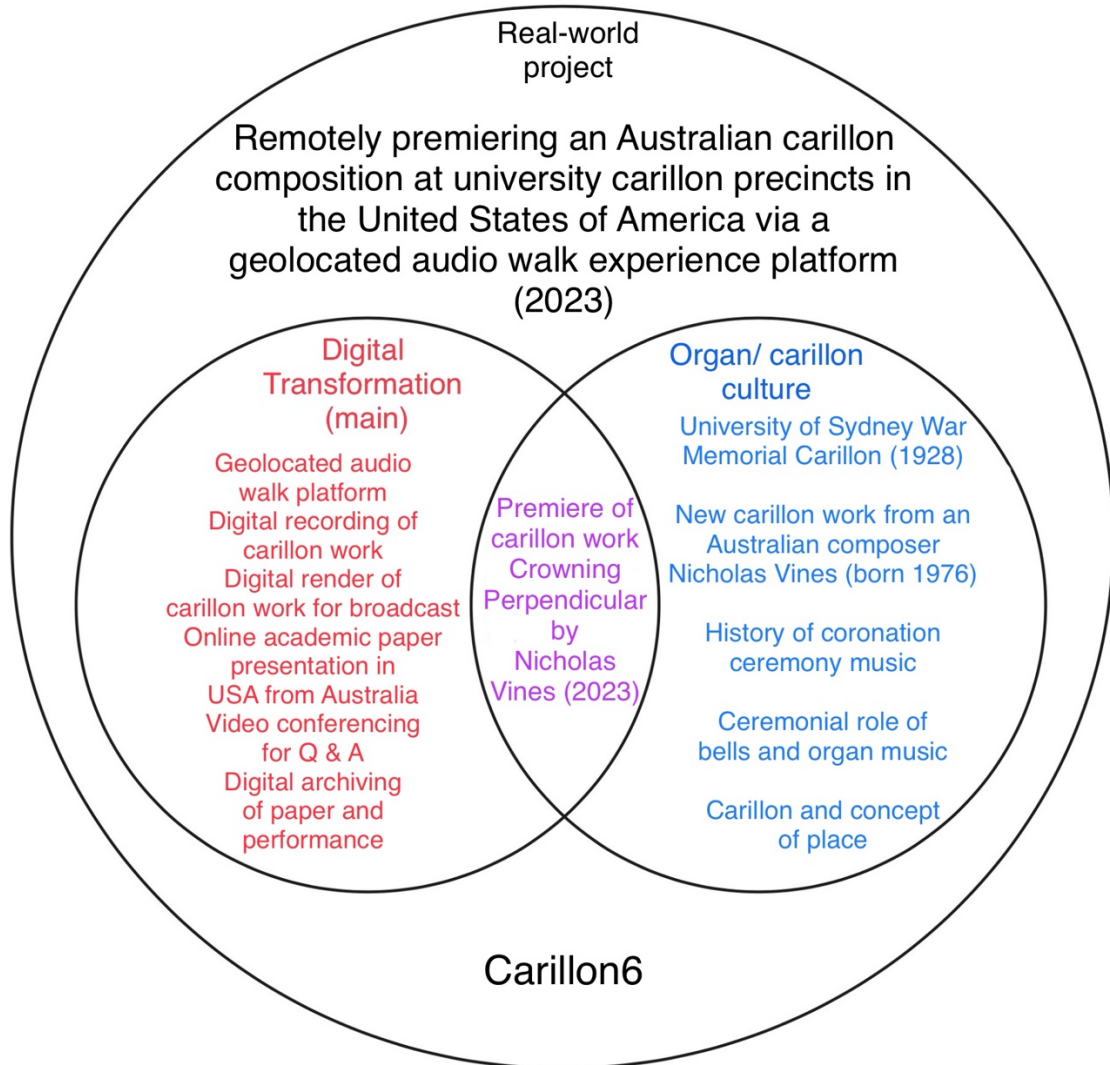 Real-world
project
Remotely premiering an Australian carillon
composition at university carillon precincts in
the United States of America via a
geolocated audio walk experience platform
(2023)
Digital
Transformation
(main)
Geolocated audio
walk platform
Digital recording of
carillon work
Digital render of
carillon work for broadcast
Online academic paper
presentation in
USA from Australia
Video conferencing
for Q & A
Digital archiving
of paper and
performance
Premiere of
carillon work
Crowning
Perpendicular
by
Nicholas
Vines (2023)
Organ/ carillon
culture
University of Sydney War
Memorial Carillon (1928)
New carillon work from an
Australian composer
Nicholas Vines (born 1976)
History of coronation
ceremony music
Ceremonial role of
bells and organ music
Carillon and concept
of place
Carillon6